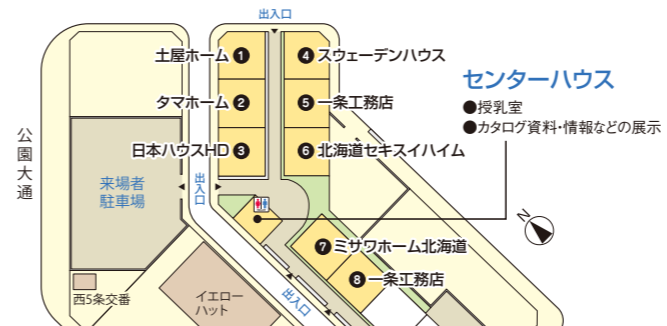 出入口
土屋ホーム ❶
❹ スウェーデンハウス
タマホーム ❷
❺ 一条工務店
日本ハウスHD ❸
❻ 北海道セキスイハイム
センターハウス
●授乳室
●カタログ資料・情報などの展示
公園大通
来場者
駐車場
出入口
❼ ミサワホーム北海道
❽ 一条工務店
N
西5条交番
イエロー
ハット
出入口